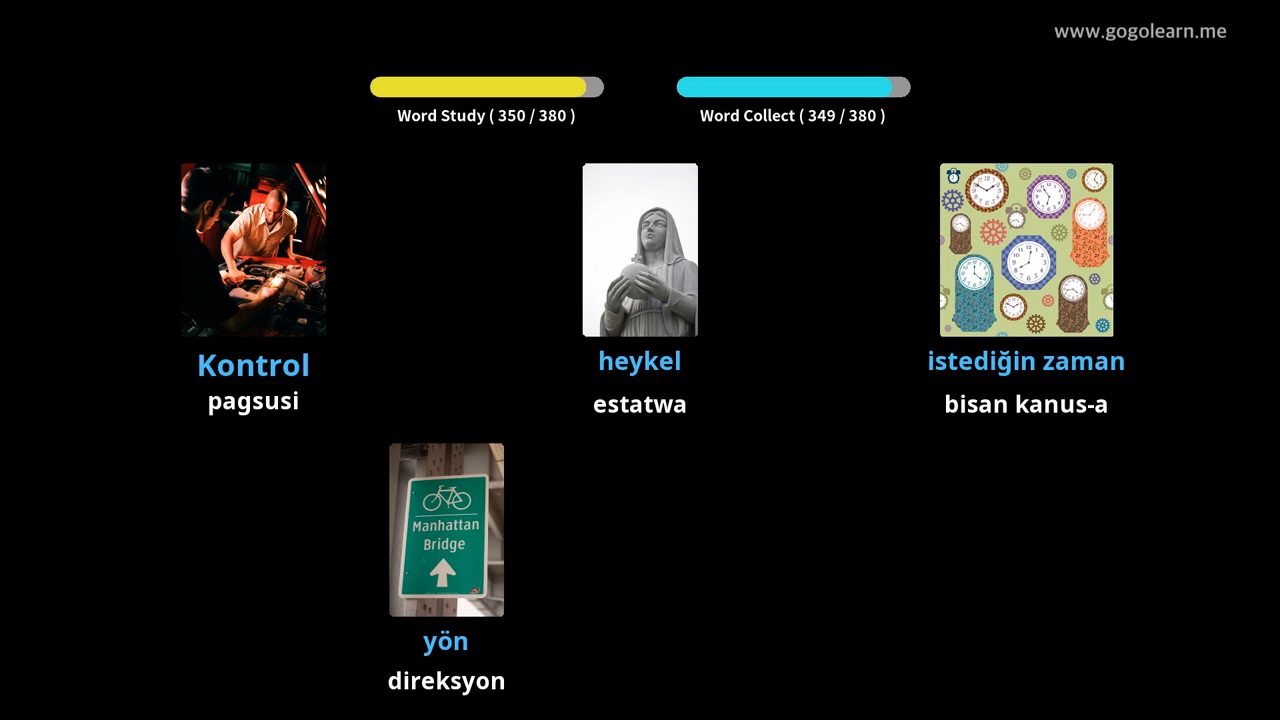 www.gogolearn.me
Word Study ( 350 / 380 )
Word Collect ( 349 / 380 )
Kontrol
pagsusi
heykel
estatwa
istediğin zaman
bisan kanus-a
Manhattan
Bridge
yön
direksyon